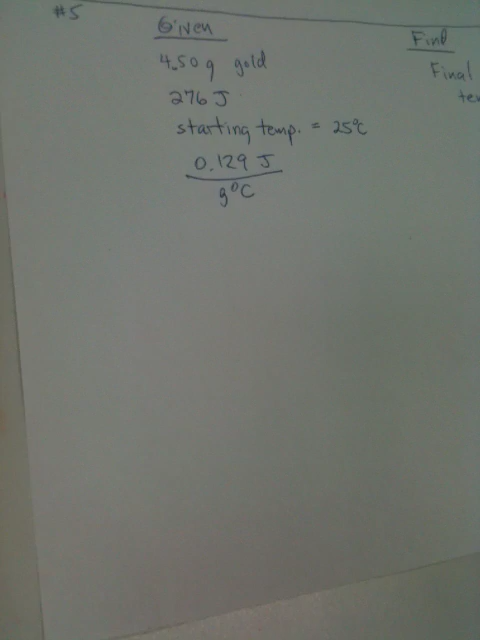 #5
Given
4.50 g gold
276 J
starting temp. = 25°C
0.129 J
g°C
Find
Final